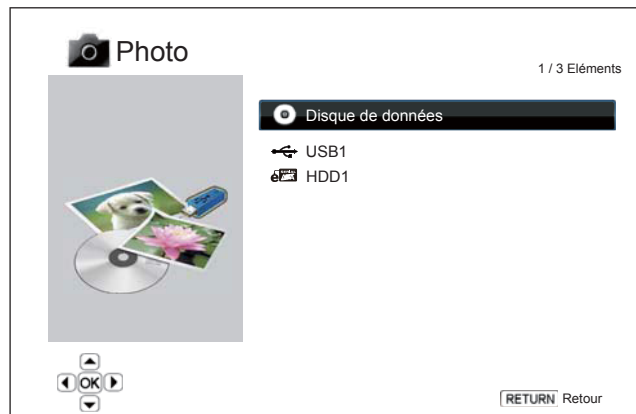 Photo
1 / 3 Eléments
Disque de données
USB1
HDD1
OK
RETURN Retour